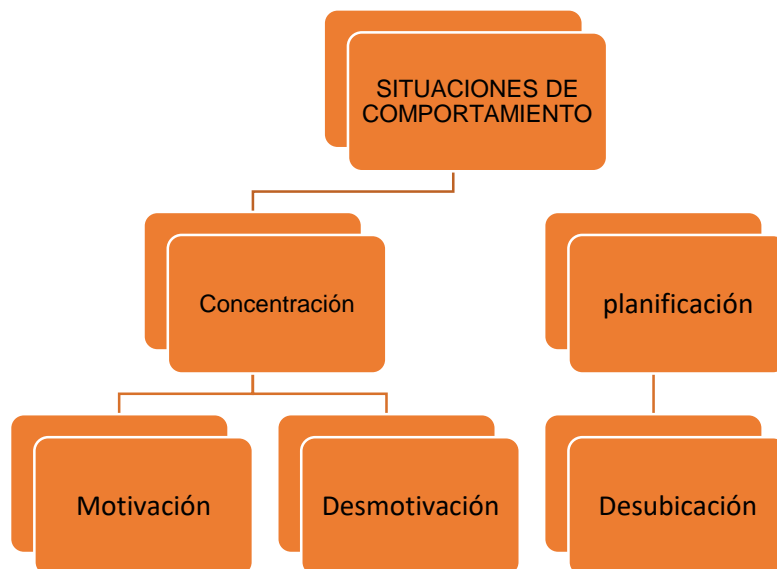 SITUACIONES DE
COMPORTAMIENTO
Concentración
planificación
Motivación
Desmotivación
Desubicación